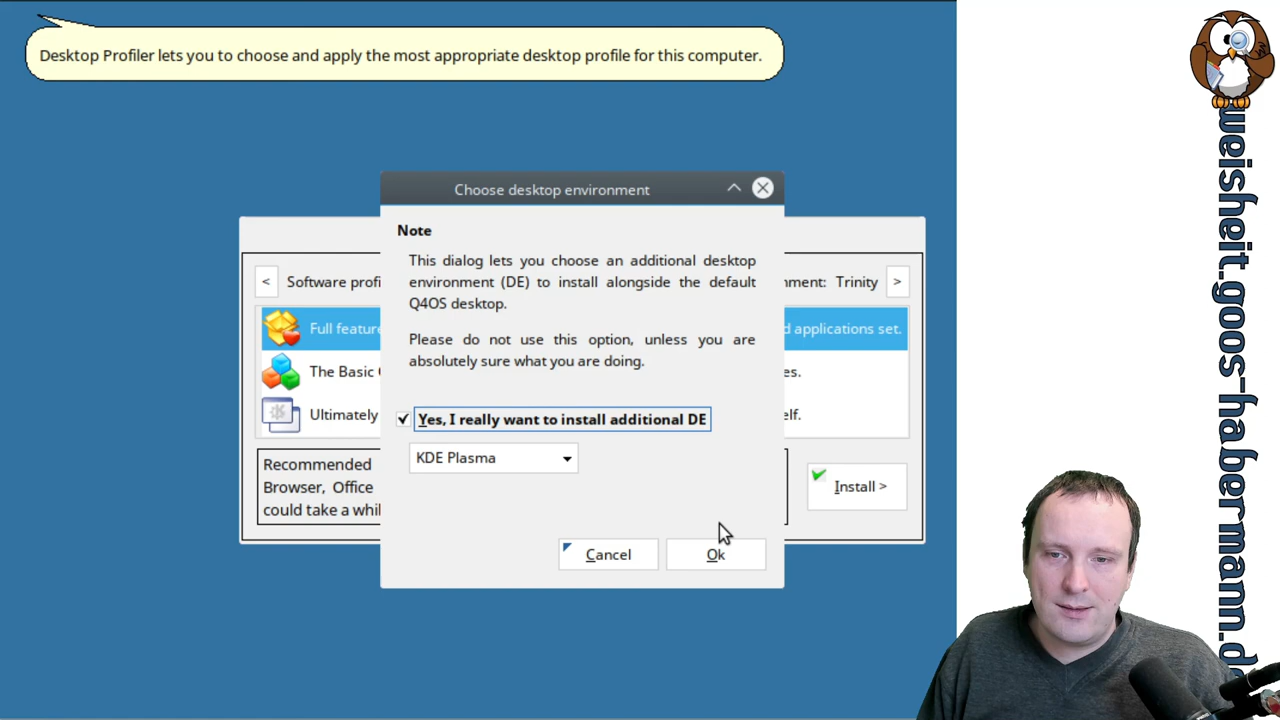 Desktop Profiler lets you to choose and apply the most appropriate desktop profile for this computer.
Choose desktop environment
Note
This dialog lets you choose an additional desktop
environment (DE) to install alongside the default
Q4OS desktop.
Please do not use this option, unless you are
absolutely sure what you are doing.
Yes, I really want to install additional DE
KDE Plasma
Cancel
Ok
< Software profi
nment: Trinity >
Full feature
d applications set.
The Basic
es.
Ultimately
elf.
Recommended
Browser, Office
could take a whil
Install >
weisheit.goos-habermann.de